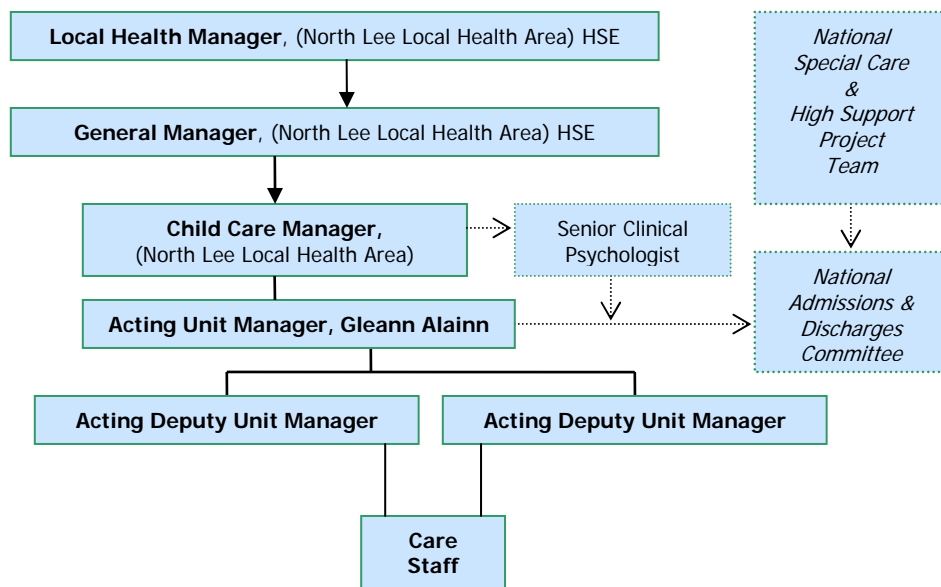 Local Health Manager, (North Lee Local Health Area) HSE
General Manager, (North Lee Local Health Area) HSE
Child Care Manager,
(North Lee Local Health Area)
Senior Clinical
Psychologist
National
Special Care
&
High Support
Project
Team
Acting Unit Manager, Gleann Alainn
National
Admissions &
Discharges
Committee
Acting Deputy Unit Manager
Acting Deputy Unit Manager
Care
Staff